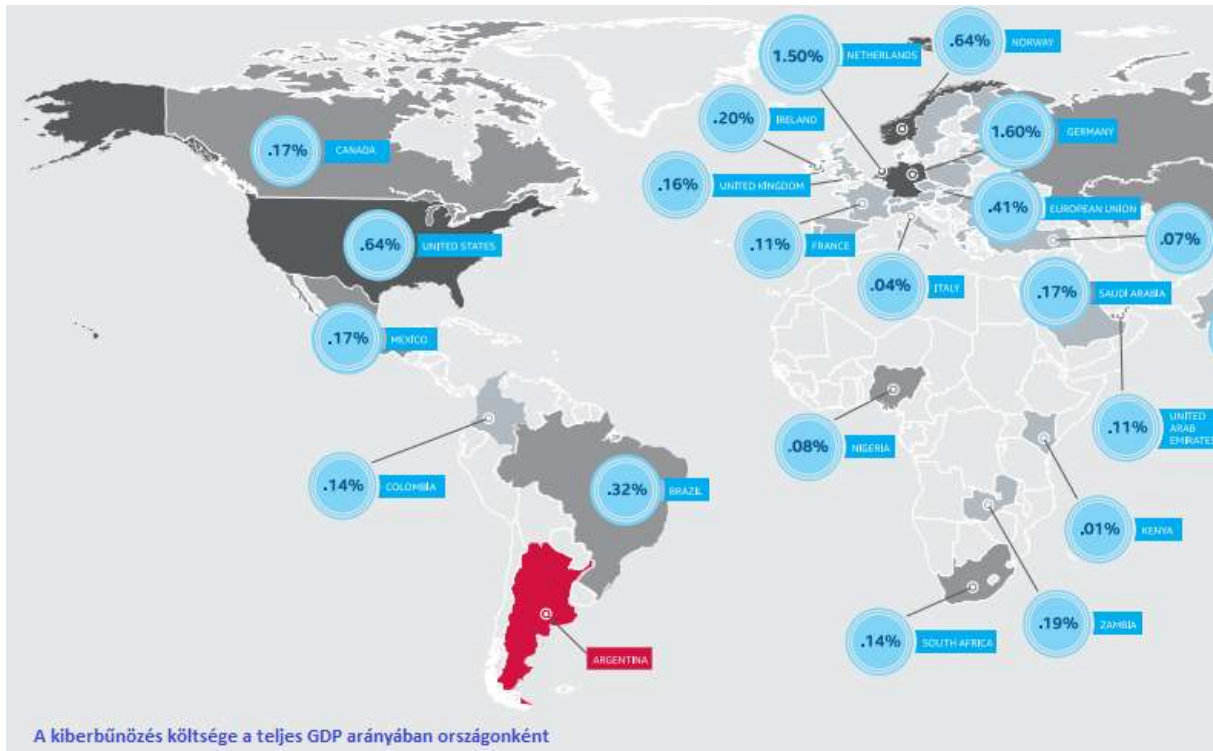 .64%
NORWAY
1.50%
NETHERLANDS
.20%
IRELAND
1.60%
GERMANY
.17%
CANADA
.16%
UNITED KINGDOM
.41%
EUROPEAN UNION
.64%
UNITED STATES
.11%
FRANCE
.07%
.04%
ITALY
.17%
SAUDI ARABIA
.17%
MEXICO
.11%
UNITED
ARAB
EMIRATES
.08%
NIGERIA
.14%
COLOMBIA
.32%
BRAZIL
.01%
KENYA
.19%
ZAMBIA
.14%
SOUTH AFRICA
ARGENTINA
A kiberbűnözés költsége a teljes GDP arányában országonként